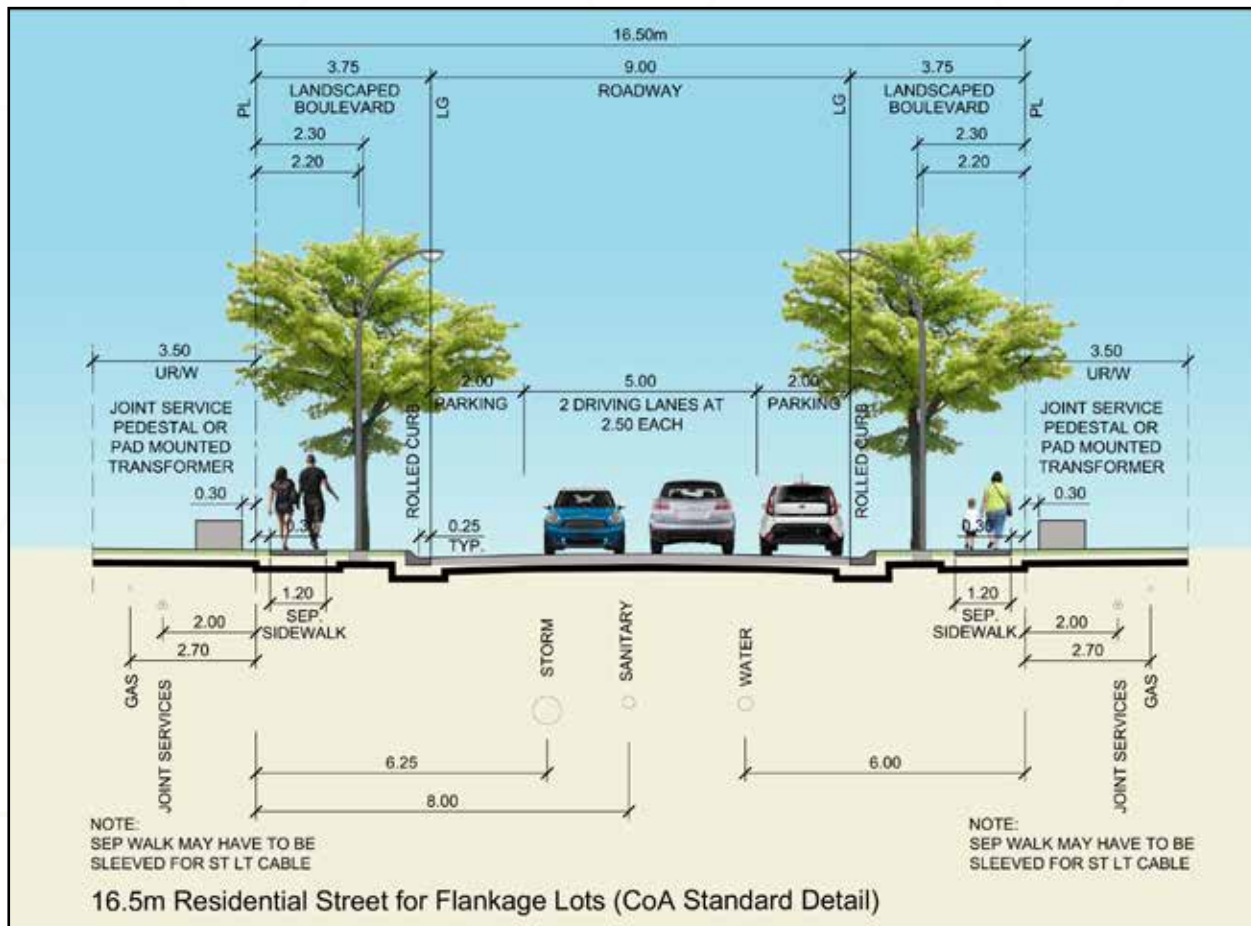 16.50m
3.75
9.00
3.75
LANDSCAPED
BOULEVARD
ROADWAY
LANDSCAPED
BOULEVARD
PL
LG
LG
PL
2.30
2.30
2.20
2.20
3.50
UR/W
3.50
UR/W
2.00
PARKING
5.00
2 DRIVING LANES AT
2.50 EACH
2.00
PARKING
JOINT SERVICE
PEDESTAL OR
PAD MOUNTED
TRANSFORMER
JOINT SERVICE
PEDESTAL OR
PAD MOUNTED
TRANSFORMER
ROLLED CURB
ROLLED CURB
0.30
0.30
0.30
0.30
0.25
TYP.
1.20
SEP.
SIDEWALK
1.20
SEP.
SIDEWALK
2.00
2.00
2.70
2.70
GAS
JOINT SERVICES
STORM
SANITARY
WATER
JOINT SERVICES
GAS
6.25
6.00
8.00
NOTE:
SEP WALK MAY HAVE TO BE
SLEEVED FOR ST LT CABLE
NOTE:
SEP WALK MAY HAVE TO BE
SLEEVED FOR ST LT CABLE
16.5m Residential Street for Flankage Lots (CoA Standard Detail)